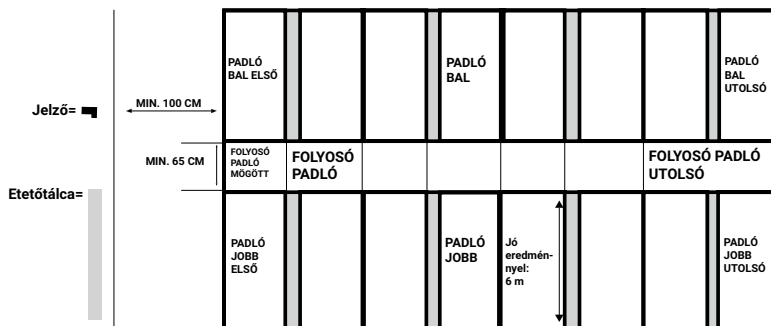 PADLÓ
BAL ELSŐ
PADLÓ
BAL
PADLÓ
BAL
UTOLSÓ
Jelző=
MIN. 100 CM
MIN. 65 CM
FOLYOSÓ
PADLÓ
MÖGÖTT
FOLYOSÓ
PADLÓ
FOLYOSÓ PADLÓ
UTOLSÓ
Etetőtálca=
PADLÓ
JOBB
ELSŐ
PADLÓ
JOBB
Jó
eredmén-
nyel:
6 m
PADLÓ
JOBB
UTOLSÓ